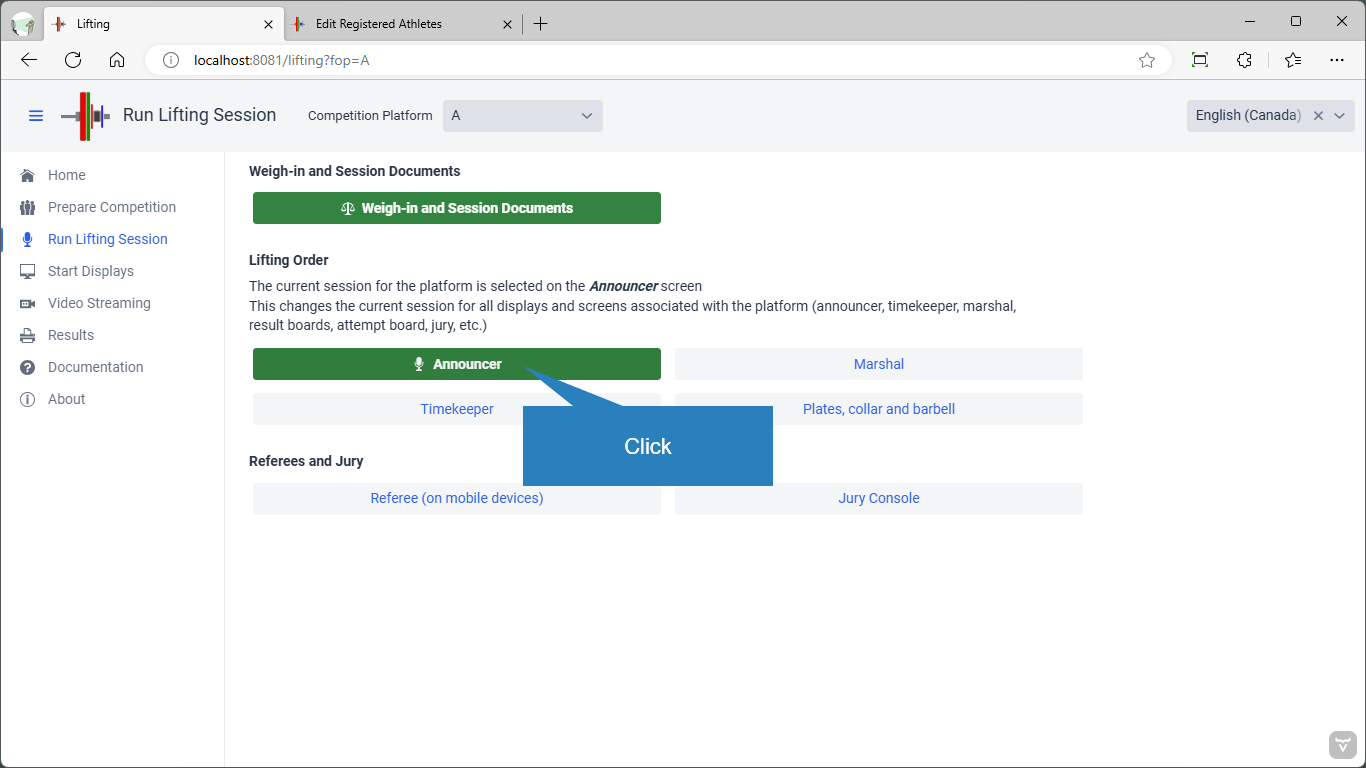 Lifting
Edit Registered Athletes
localhost:8081/lifting?fop=A
Run Lifting Session
Competition Platform
A
English (Canada)
Home
Prepare Competition
Run Lifting Session
Start Displays
Video Streaming
Results
Documentation
About
Weigh-in and Session Documents
Weigh-in and Session Documents
Lifting Order
The current session for the platform is selected on the Announcer screen
This changes the current session for all displays and screens associated with the platform (announcer, timekeeper, marshal,
result boards, attempt board, jury, etc.)
Announcer
Marshal
Timekeeper
Plates, collar and barbell
Click
Referees and Jury
Referee (on mobile devices)
Jury Console